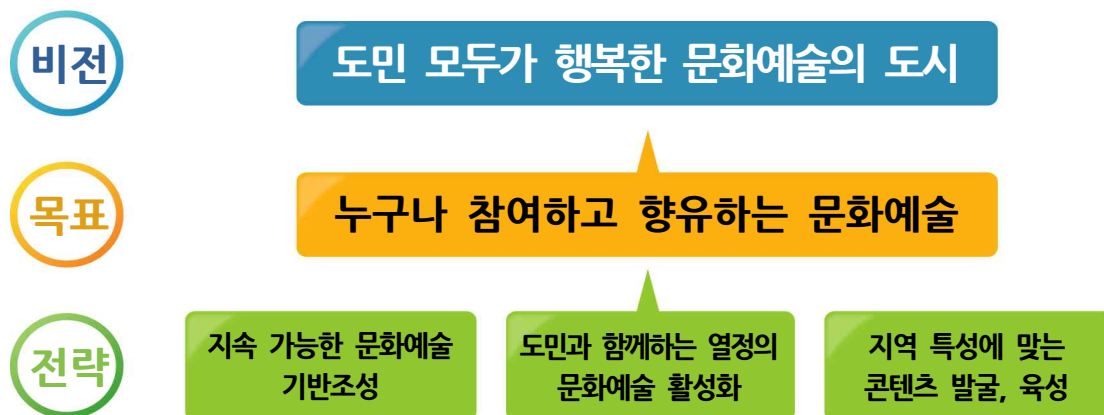 비전
도민 모두가 행복한 문화예술의 도시
목표
누구나 참여하고 향유하는 문화예술
전략
지속 가능한 문화예술
기반조성
도민과 함께하는 열정의
문화예술 활성화
지역 특성에 맞는
콘텐츠 발굴, 육성